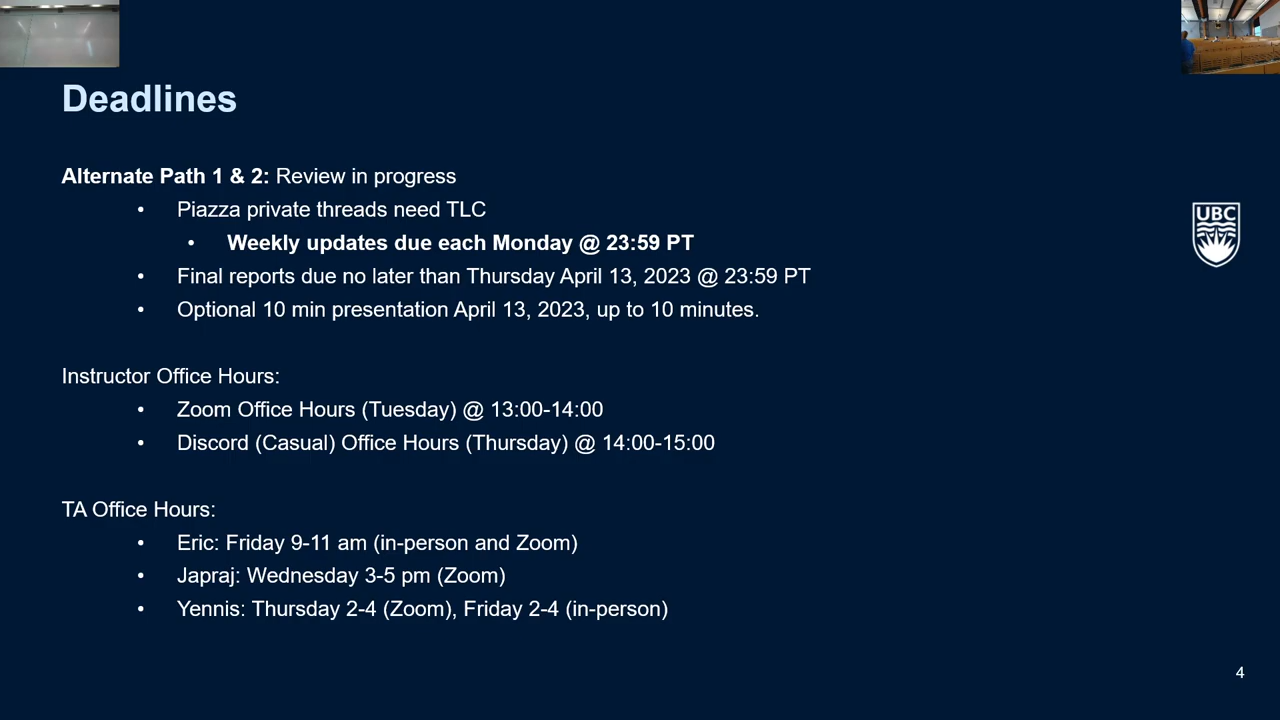 Deadlines
Alternate Path 1 & 2: Review in progress
• Piazza private threads need TLC
• Weekly updates due each Monday @ 23:59 PT
• Final reports due no later than Thursday April 13, 2023 @ 23:59 PT
• Optional 10 min presentation April 13, 2023, up to 10 minutes.
UBC
Instructor Office Hours:
• Zoom Office Hours (Tuesday) @ 13:00-14:00
• Discord (Casual) Office Hours (Thursday) @ 14:00-15:00
TA Office Hours:
• Eric: Friday 9-11 am (in-person and Zoom)
• Japraj: Wednesday 3-5 pm (Zoom)
• Yennis: Thursday 2-4 (Zoom), Friday 2-4 (in-person)
4